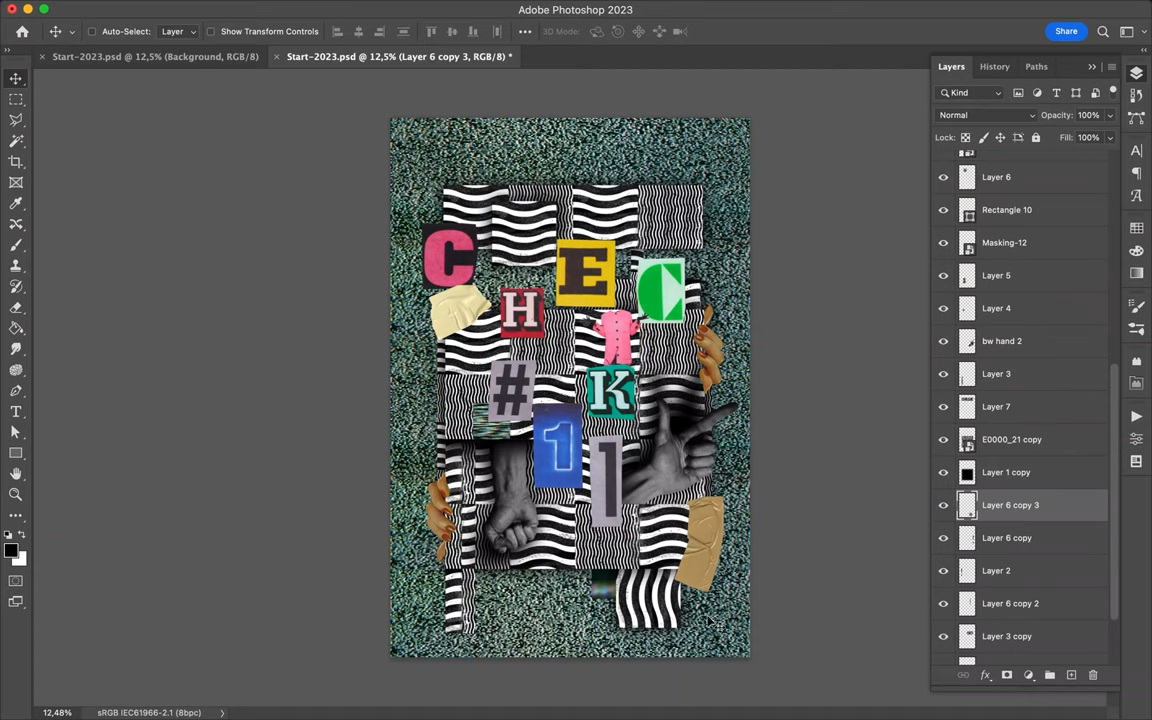 Adobe Photoshop 2023
Auto-Select: Layer Show Transform Controls 3D Mode: Share
Start-2023.psd @ 12,5% (Background, RGB/8) Start-2023.psd @ 12,5% (Layer 6 copy 3, RGB/8) *
Layers History Paths
Kind
Normal Opacity: 100%
Lock: Fill: 100%
Layer 6
Rectangle 10
Masking-12
Layer 5
Layer 4
bw hand 2
Layer 3
Layer 7
E0000_21 copy
Layer 1 copy
Layer 6 copy 3
Layer 6 copy
Layer 2
Layer 6 copy 2
Layer 3 copy
C
E
C
H
#
K
1
1
12,48% sRGB IEC61966-2.1 (8bpc)